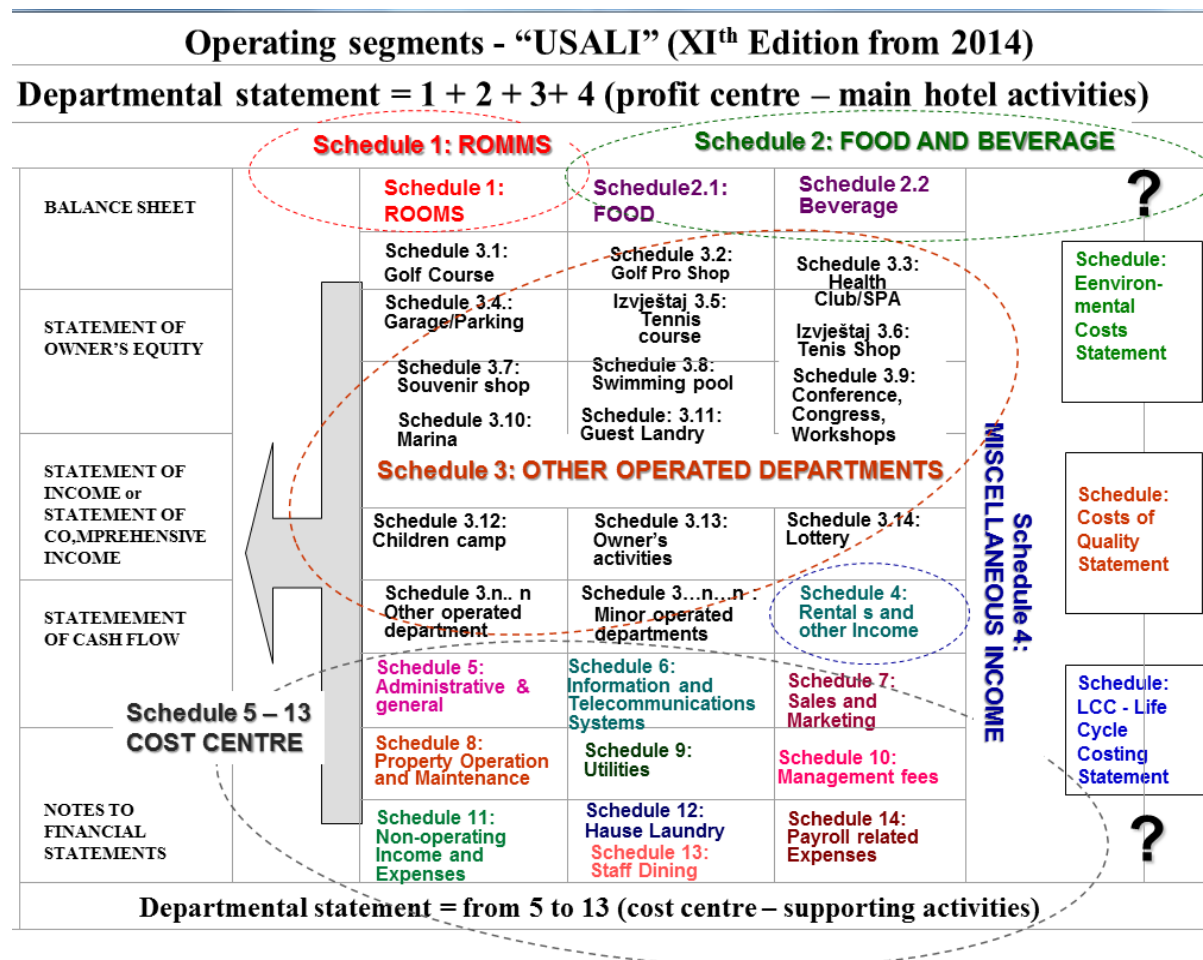 Operating segments - “USALI” (XIth Edition from 2014)
Departmental statement = 1 + 2 + 3+ 4 (profit centre – main hotel activities)
Schedule 1: ROMMS
Schedule 2: FOOD AND BEVERAGE
BALANCE SHEET
Schedule 1:
ROOMS
Schedule2.1:
FOOD
Schedule 2.2
Beverage
?
Schedule 3.1:
Golf Course
Schedule 3.2:
Golf Pro Shop
Schedule 3.3:
Health
Club/SPA
Schedule:
Eenviron-
mental
Costs
Statement
STATEMENT OF
OWNER’S EQUITY
Schedule 3.4.:
Garage/Parking
Izvještaj 3.5:
Tennis
course
Izvještaj 3.6:
Tenis Shop
Schedule 3.7:
Souvenir shop
Schedule 3.8:
Swimming pool
Schedule 3.9:
Conference,
Congress,
Workshops
Schedule 3.10:
Marina
Schedule: 3.11:
Guest Landry
STATEMENT OF
INCOME or
STATEMENT OF
CO,MPREHENSIVE
INCOME
Schedule 3: OTHER OPERATED DEPARTMENTS
Schedule 4:
MISCELLANEOUS INCOME
Schedule:
Costs of
Quality
Statement
Schedule 3.12:
Children camp
Schedule 3.13:
Owner’s
activities
Schedule 3.14:
Lottery
STATEMEMENT
OF CASH FLOW
Schedule 3.n.. n
Other operated
department
Schedule 3...n...n :
Minor operated
departments
Schedule 4:
Rental s and
other Income
Schedule 5 – 13
COST CENTRE
Schedule 5:
Administrative &
general
Schedule 6:
Information and
Telecommunications
Systems
Schedule 7:
Sales and
Marketing
Schedule:
LCC - Life
Cycle
Costing
Statement
Schedule 8:
Property Operation
and Maintenance
Schedule 9:
Utilities
Schedule 10:
Management fees
NOTES TO
FINANCIAL
STATEMENTS
Schedule 11:
Non-operating
Income and
Expenses
Schedule 12:
Hause Laundry
Schedule 13:
Staff Dining
Schedule 14:
Payroll related
Expenses
?
Departmental statement = from 5 to 13 (cost centre – supporting activities)